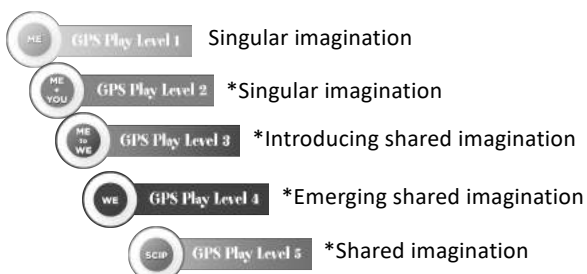 ME GPS Play Level 1 Singular imagination
ME + YOU GPS Play Level 2 *Singular imagination
ME to WE GPS Play Level 3 *Introducing shared imagination
WE GPS Play Level 4 *Emerging shared imagination
SCIP GPS Play Level 5 *Shared imagination